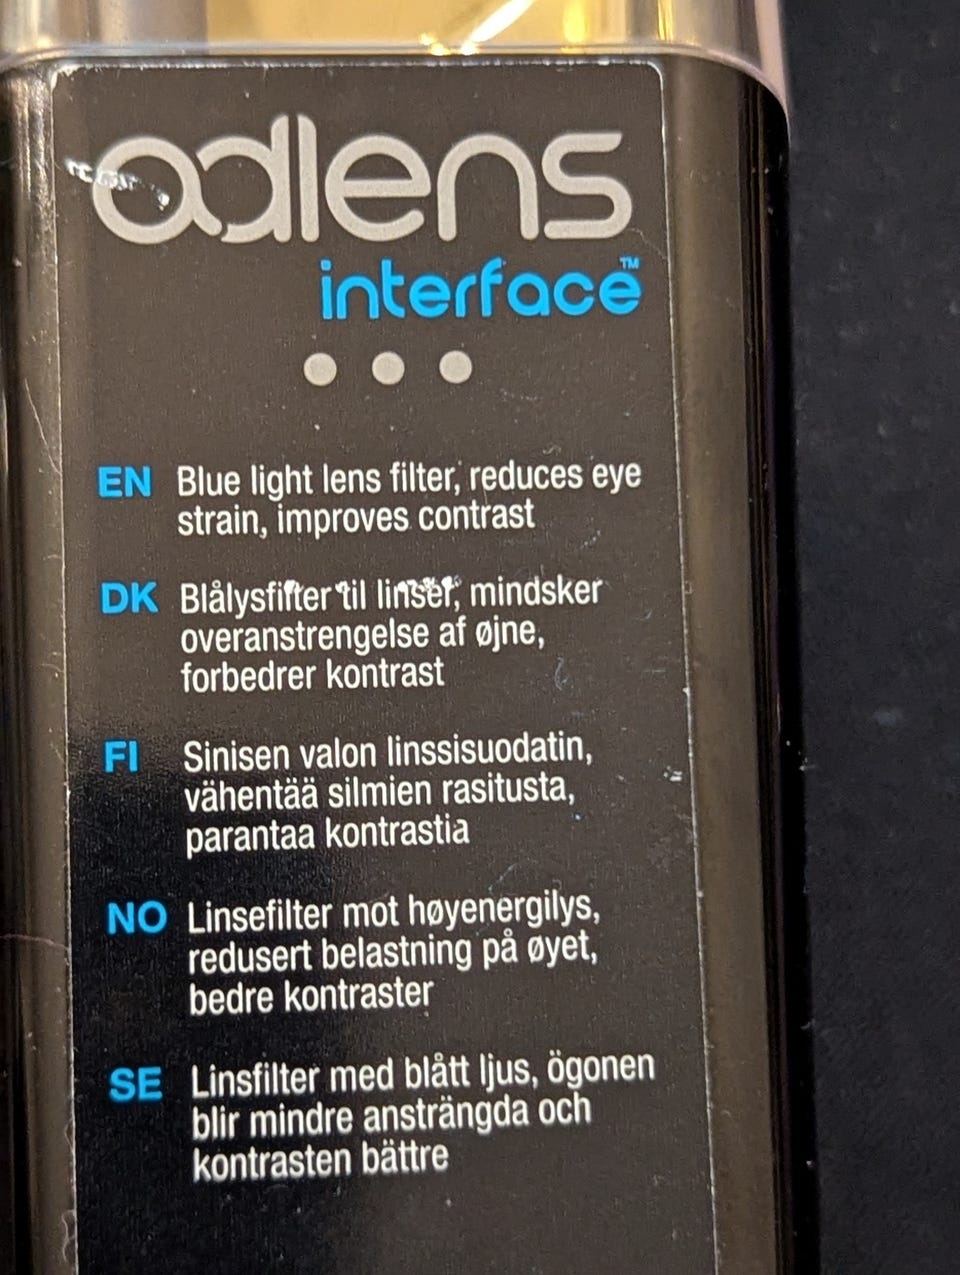 adlens
interface™
EN Blue light lens filter, reduces eye
strain, improves contrast
DK Blålysfilter til linser, mindsker
overanstrengelse af øjne,
forbedrer kontrast
FI Sinisen valon linssisuodatin,
vähentää silmien rasitusta,
parantaa kontrastia
NO Linsefilter mot høyenergilys,
redusert belastning på øyet,
bedre kontraster
SE Linsfilter med blått ljus, ögonen
blir mindre ansträngda och
kontrasten bättre